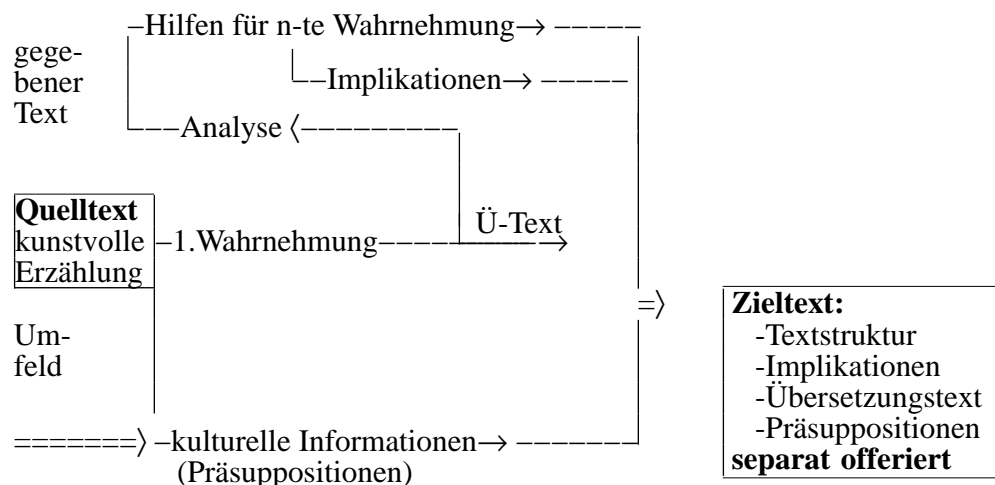 –Hilfen für n-te Wahrnehmung→ – – – – –
gege-
bener
Text
– –Implikationen→ – – – – –
– – –Analyse ⟨– – – – – – – – –
Quelltext
kunstvolle
Erzählung
–1.Wahrnehmung– – – – – – – – – →
Ü-Text
=⟩
Um-
feld
=======⟩ –kulturelle Informationen→ – – – – – –
(Präsuppositionen)
Zieltext:
-Textstruktur
-Implikationen
-Übersetzungstext
-Präsuppositionen
separat offeriert